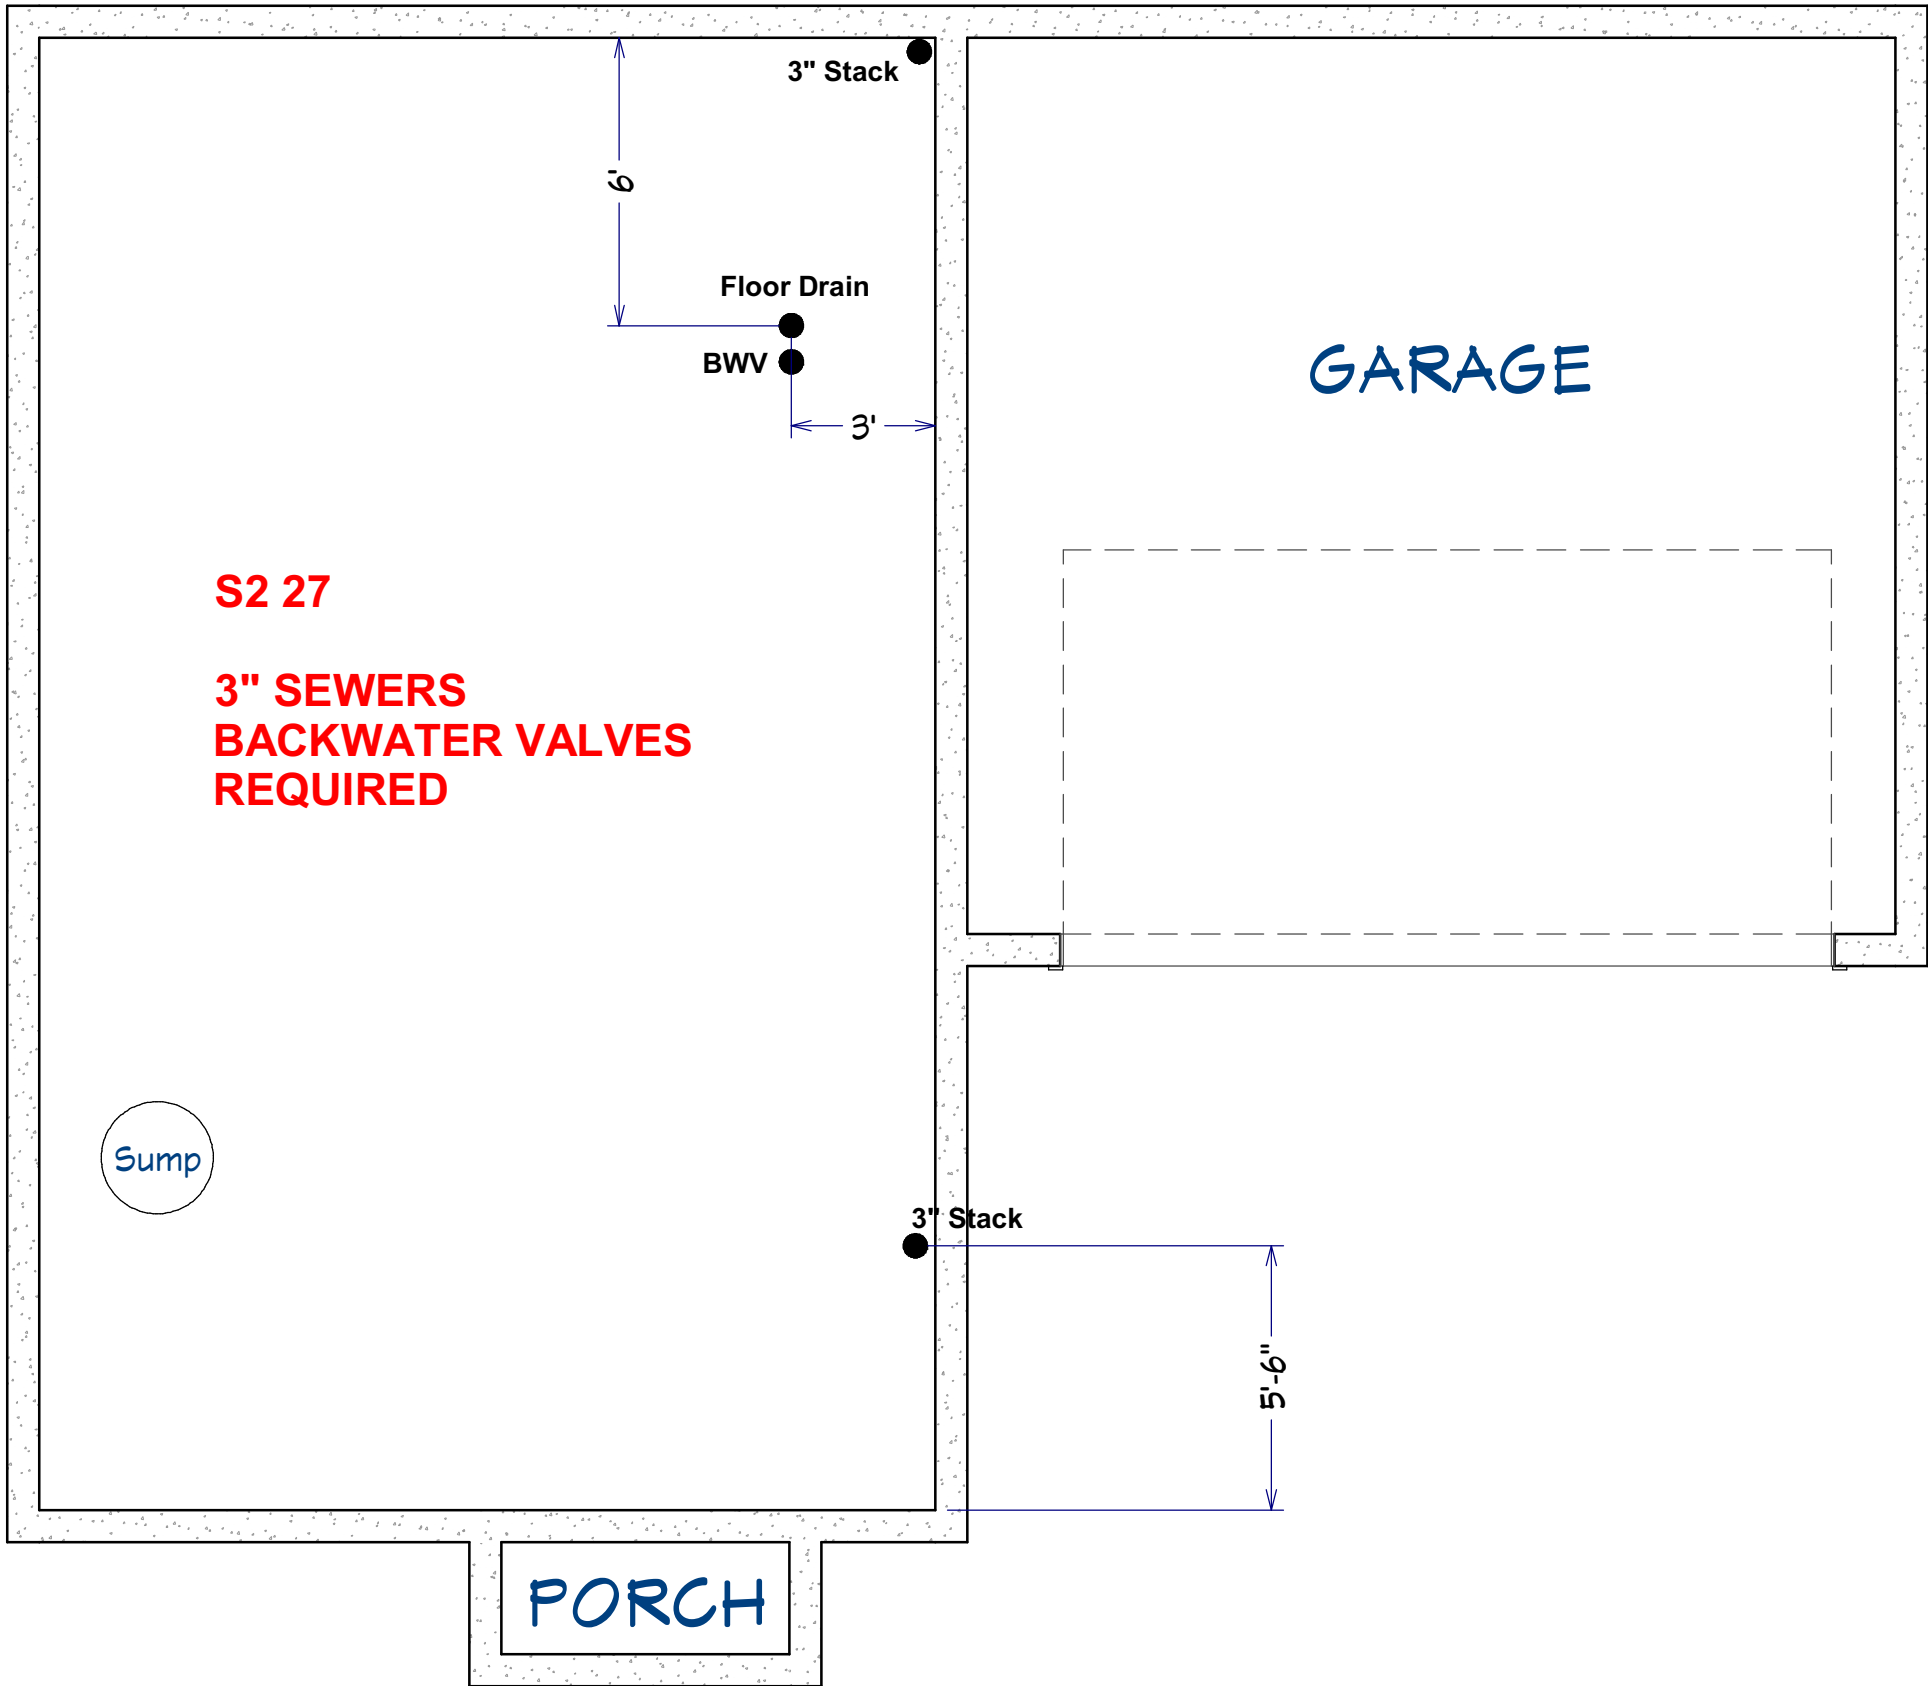 3" Stack
6'
Floor Drain
BWV
3'
GARAGE
S2 27
3" SEWERS
BACKWATER VALVES
REQUIRED
Sump
3" Stack
5'-6"
PORCH